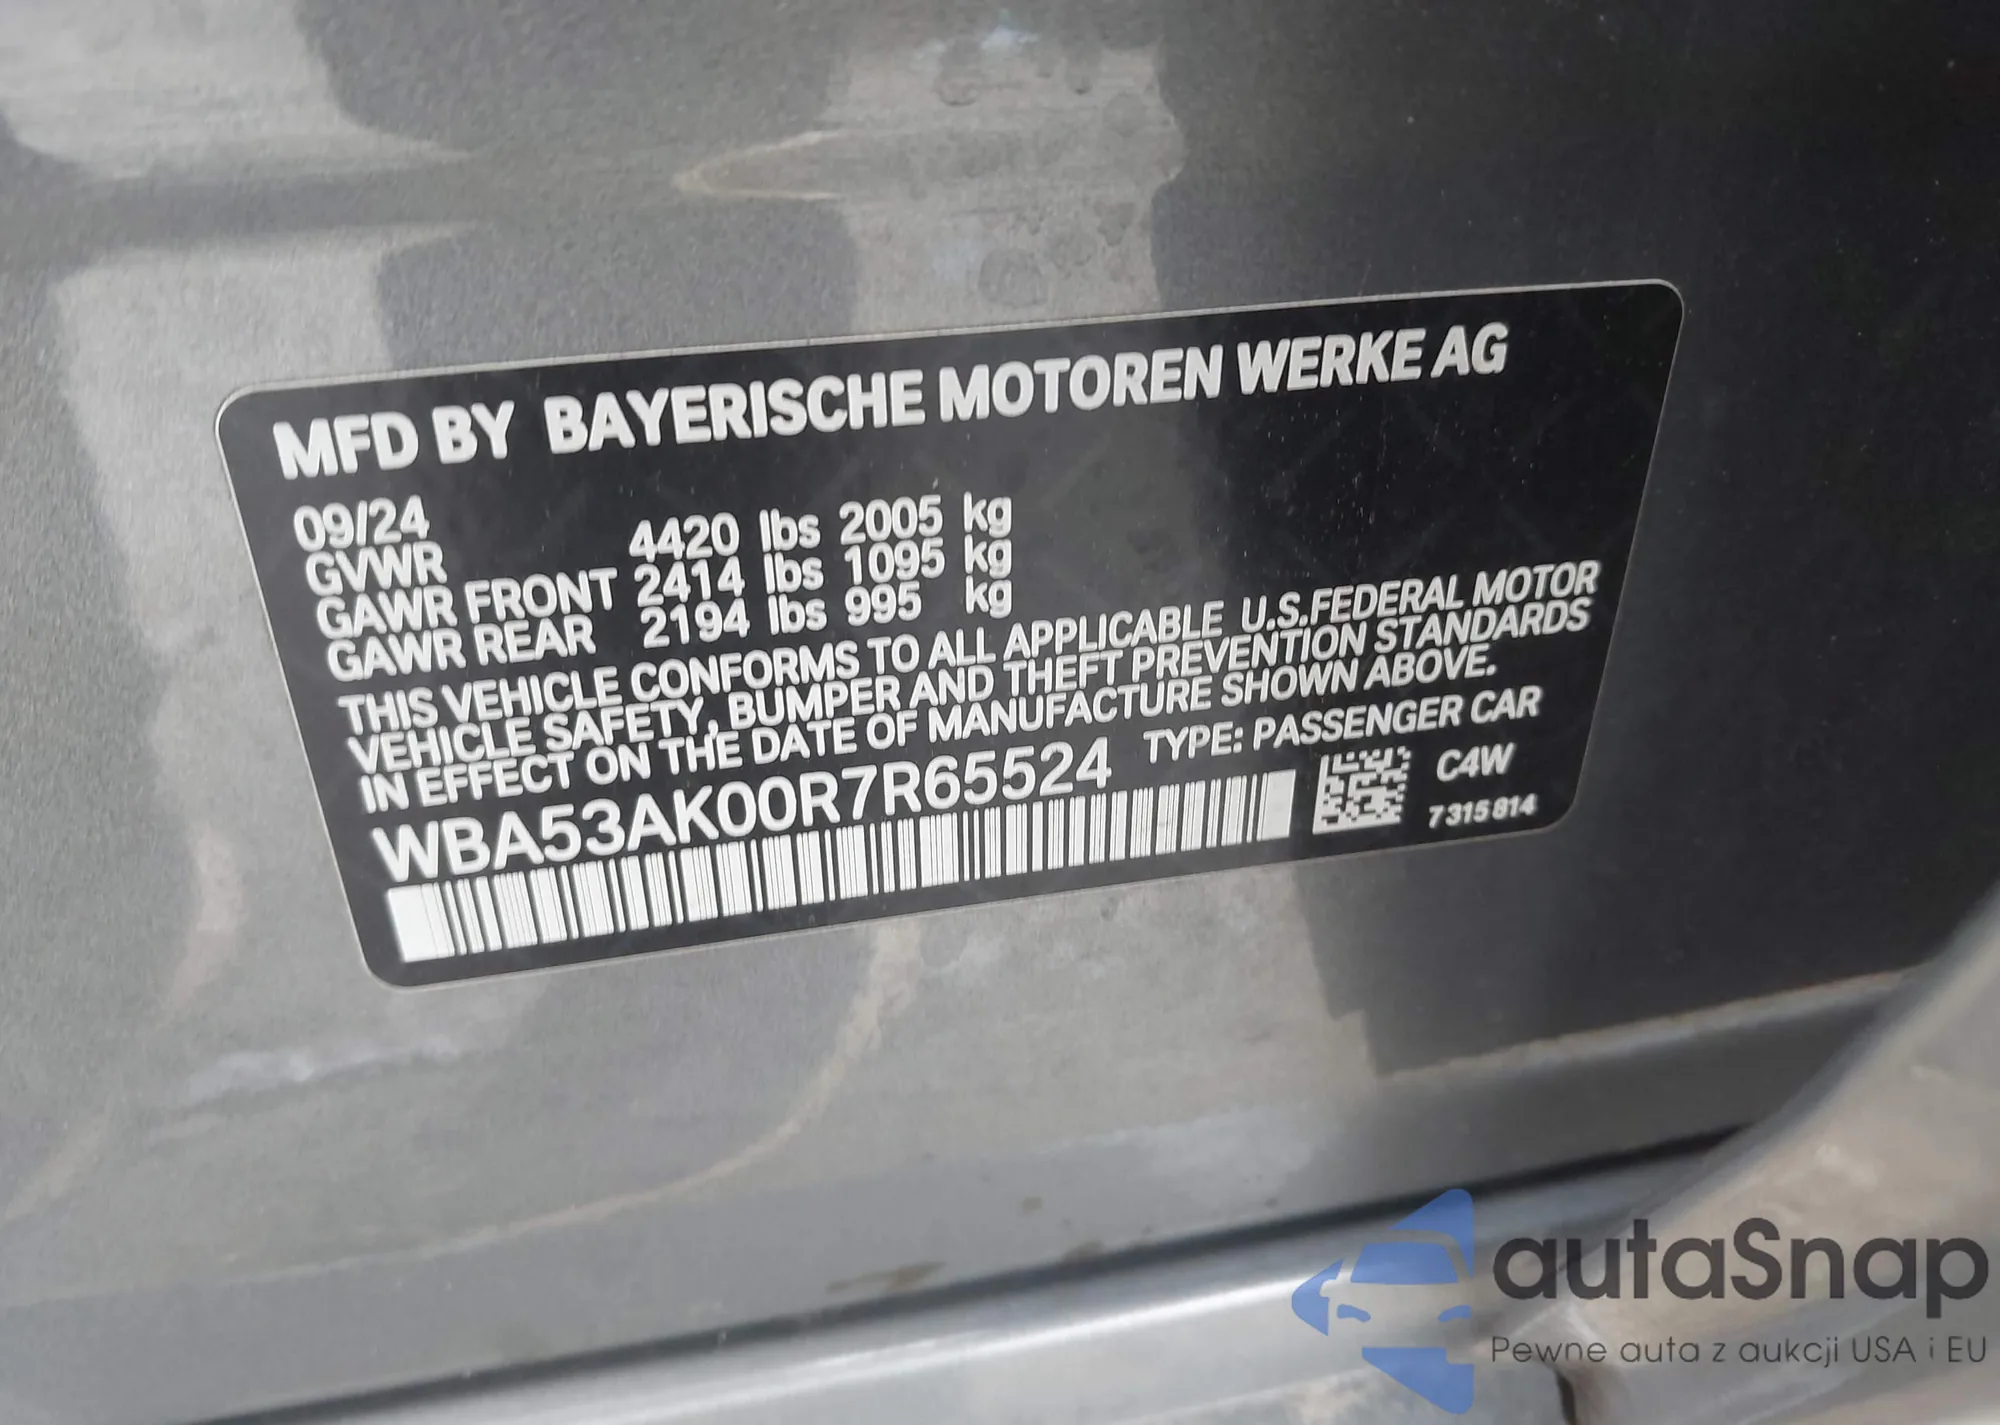 MFD BY BAYERISCHE MOTOREN WERKE AG
09/24
GVWR 4420 lbs 2005 kg
GAWR FRONT 2414 lbs 1095 kg
GAWR REAR 2194 lbs 995 kg
THIS VEHICLE CONFORMS TO ALL APPLICABLE U.S.FEDERAL MOTOR
VEHICLE SAFETY, BUMPER AND THEFT PREVENTION STANDARDS
IN EFFECT ON THE DATE OF MANUFACTURE SHOWN ABOVE.
WBA53AK00R7R65524 TYPE: PASSENGER CAR
C4W
7315814
autaSnap
Pewne auta z aukcji USA i EU